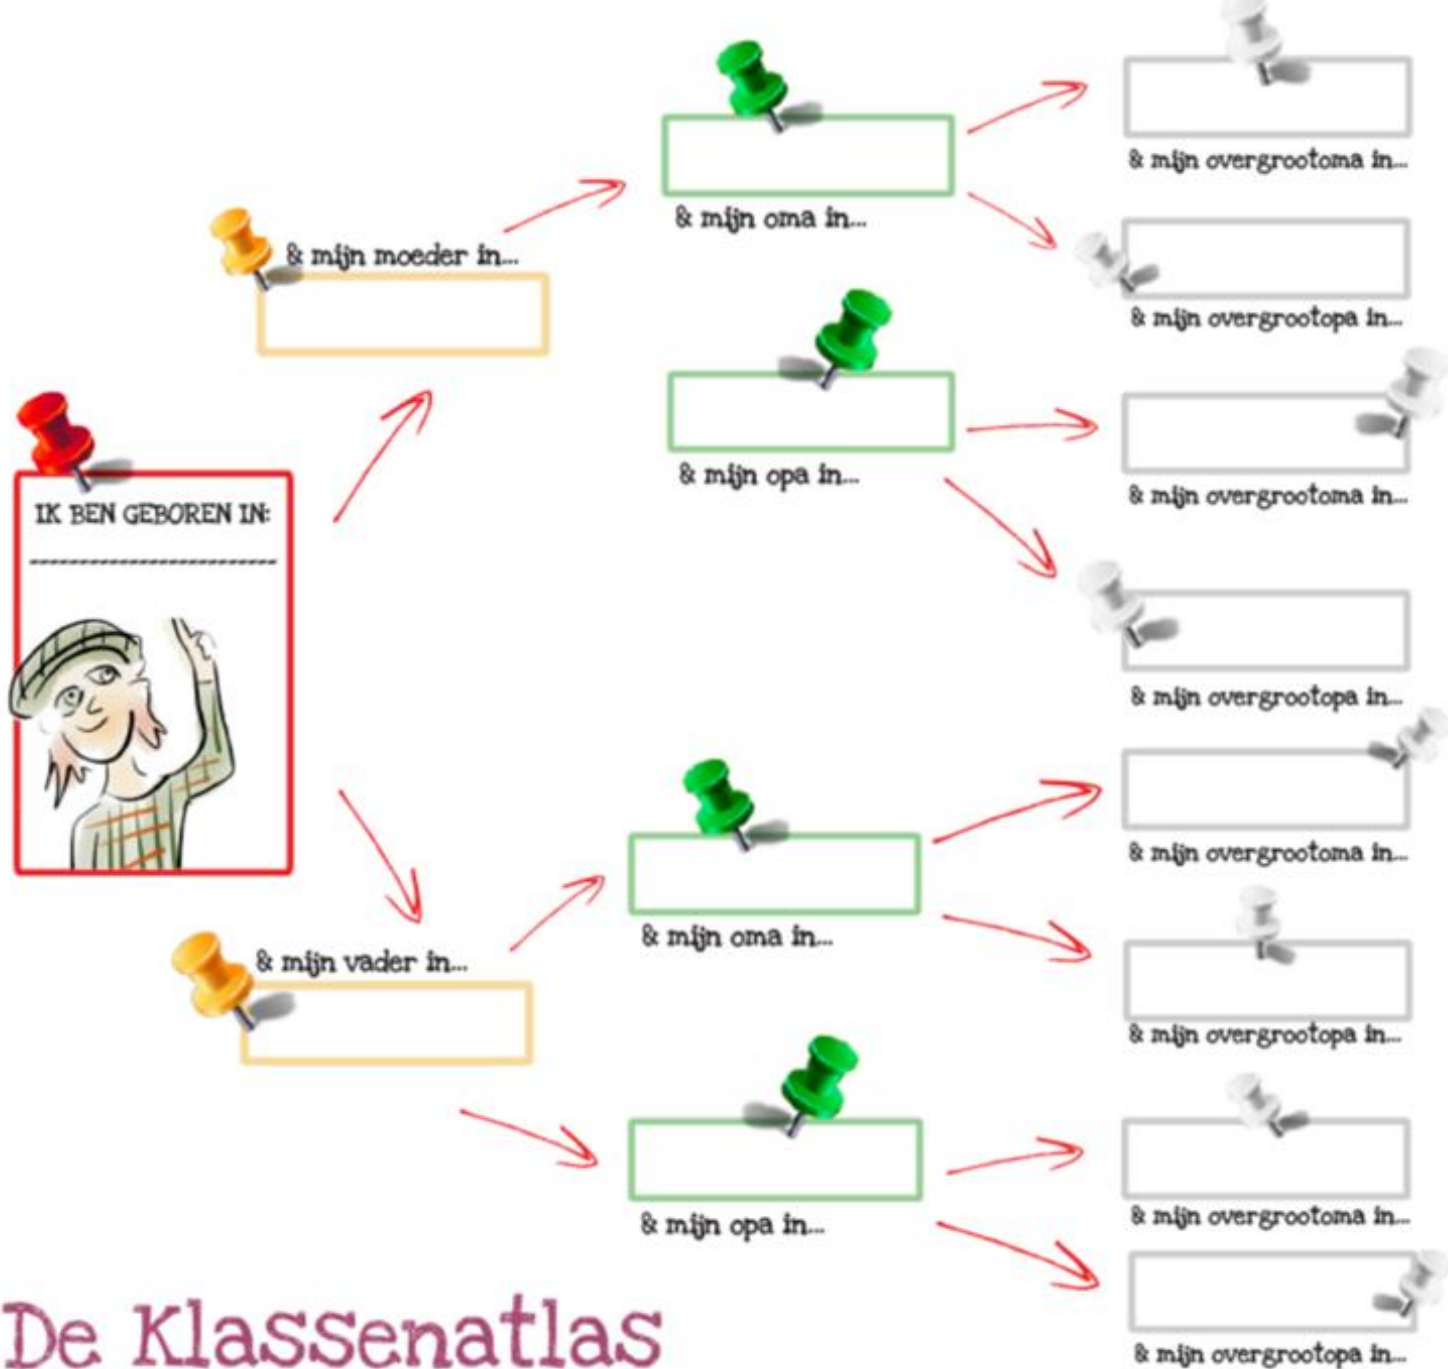 IK BEN GEBOREN IN:
& mijn moeder in...
& mijn oma in...
& mijn overgrootoma in...
& mijn overgrootopa in...
& mijn opa in...
& mijn overgrootoma in...
& mijn overgrootopa in...
& mijn vader in...
& mijn oma in...
& mijn overgrootoma in...
& mijn overgrootopa in...
& mijn opa in...
& mijn overgrootoma in...
& mijn overgrootopa in...
De Klassenatlas